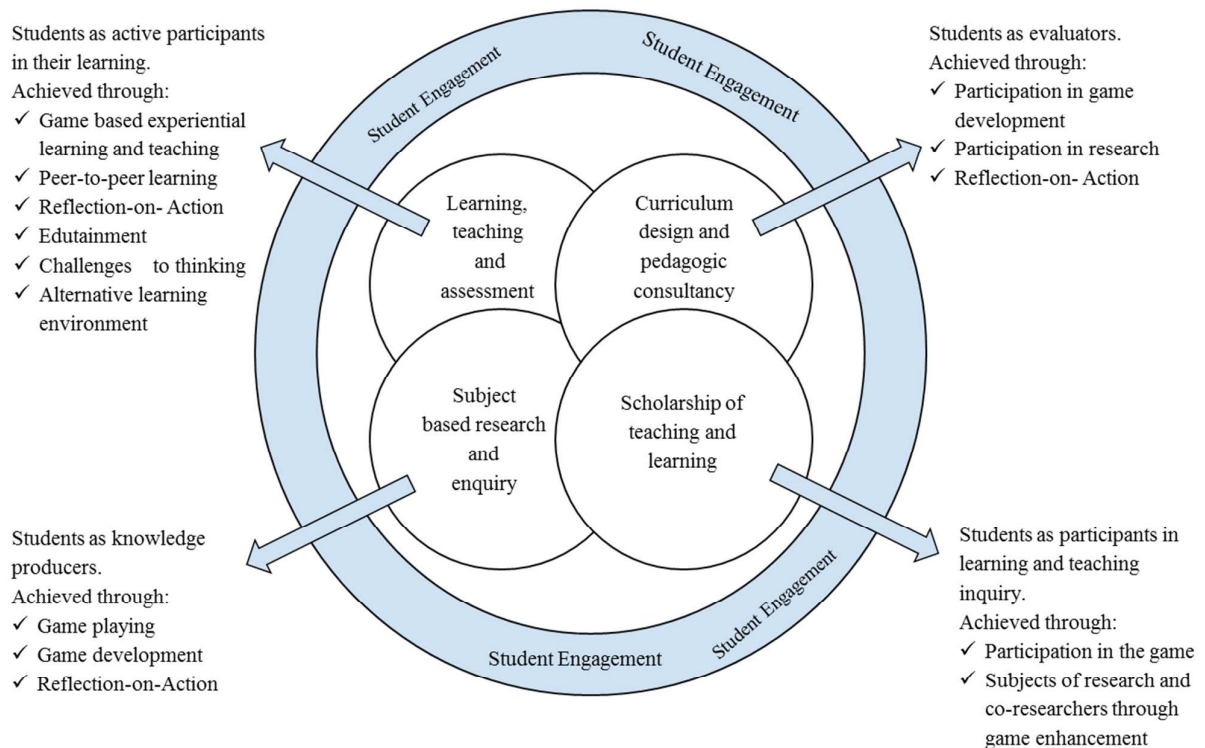 Students as active participants
in their learning.
Achieved through:
✓ Game based experiential
learning and teaching
✓ Peer-to-peer learning
✓ Reflection-on- Action
✓ Edutainment
✓ Challenges to thinking
✓ Alternative learning
environment
Student Engagement
Student Engagement
Students as evaluators.
Achieved through:
✓ Participation in game
development
✓ Participation in research
✓ Reflection-on- Action
Learning,
teaching
and
assessment
Curriculum
design and
pedagogic
consultancy
Subject
based research
and
enquiry
Scholarship of
teaching and
learning
Students as knowledge
producers.
Achieved through:
✓ Game playing
✓ Game development
✓ Reflection-on-Action
Student Engagement
Student Engagement
Students as participants in
learning and teaching
inquiry.
Achieved through:
✓ Participation in the game
✓ Subjects of research and
co-researchers through
game enhancement